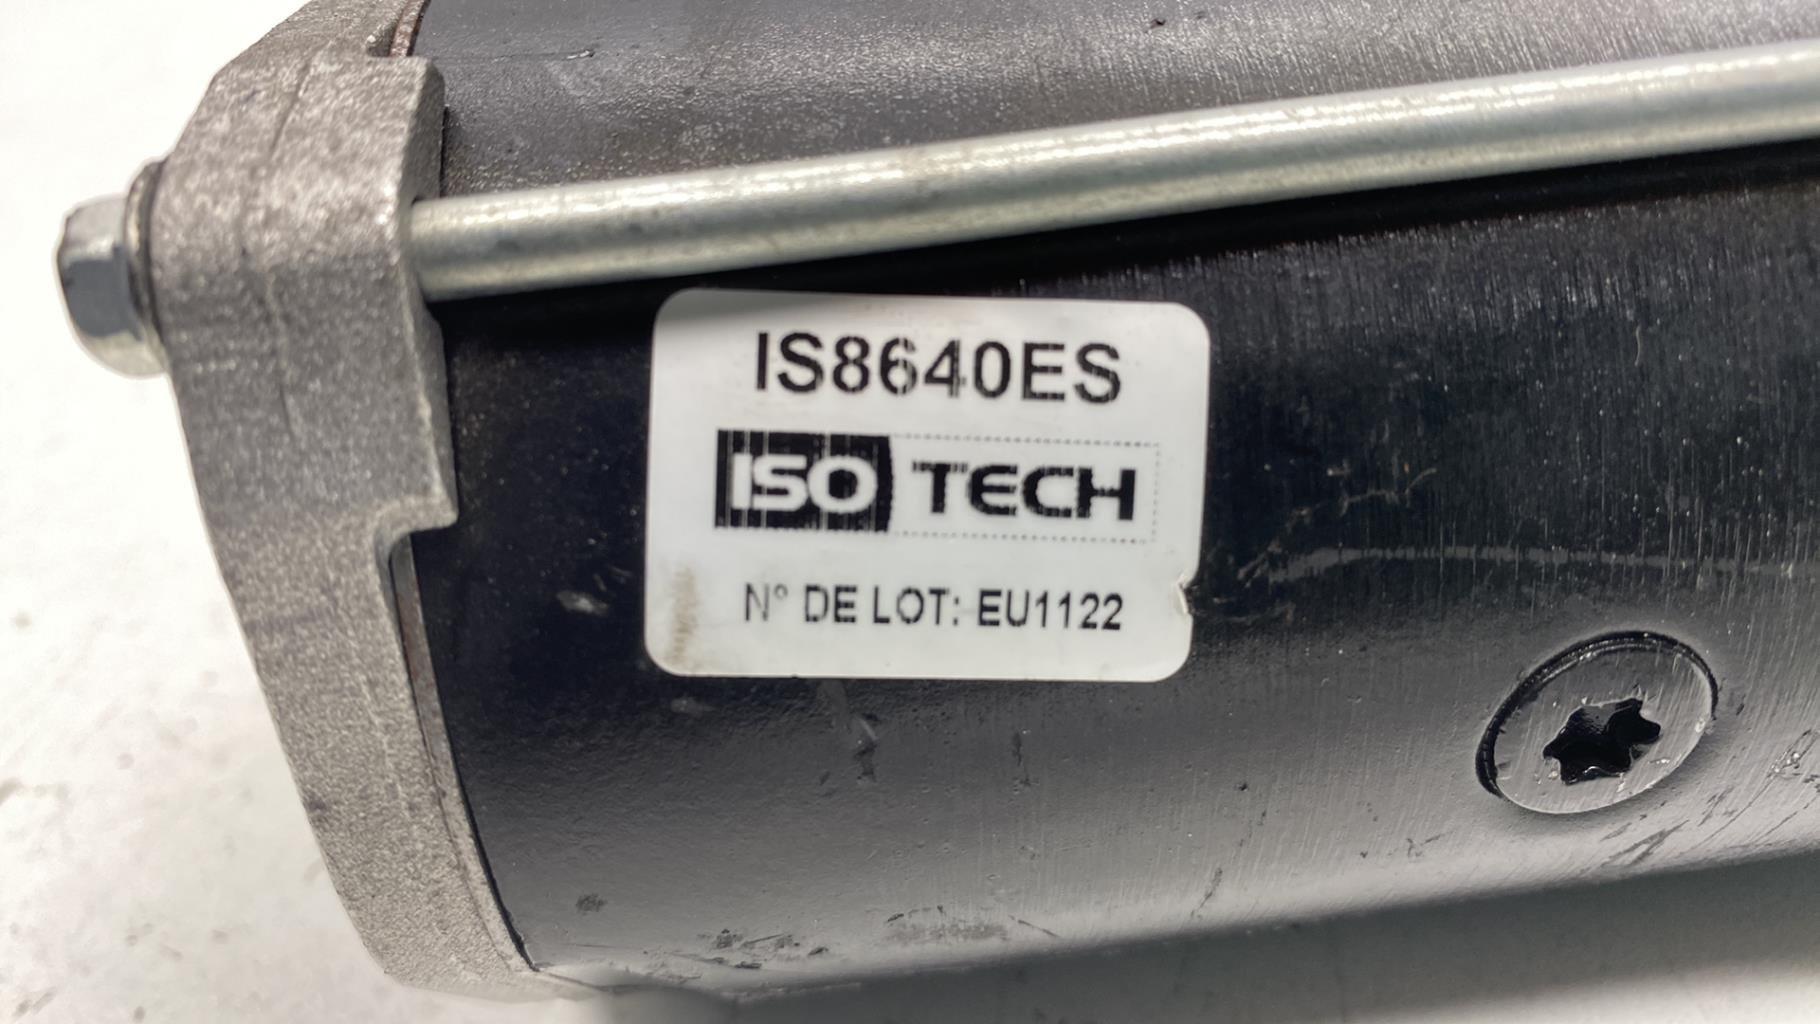 IS8640ES
ISO TECH
N° DE LOT: EU1122